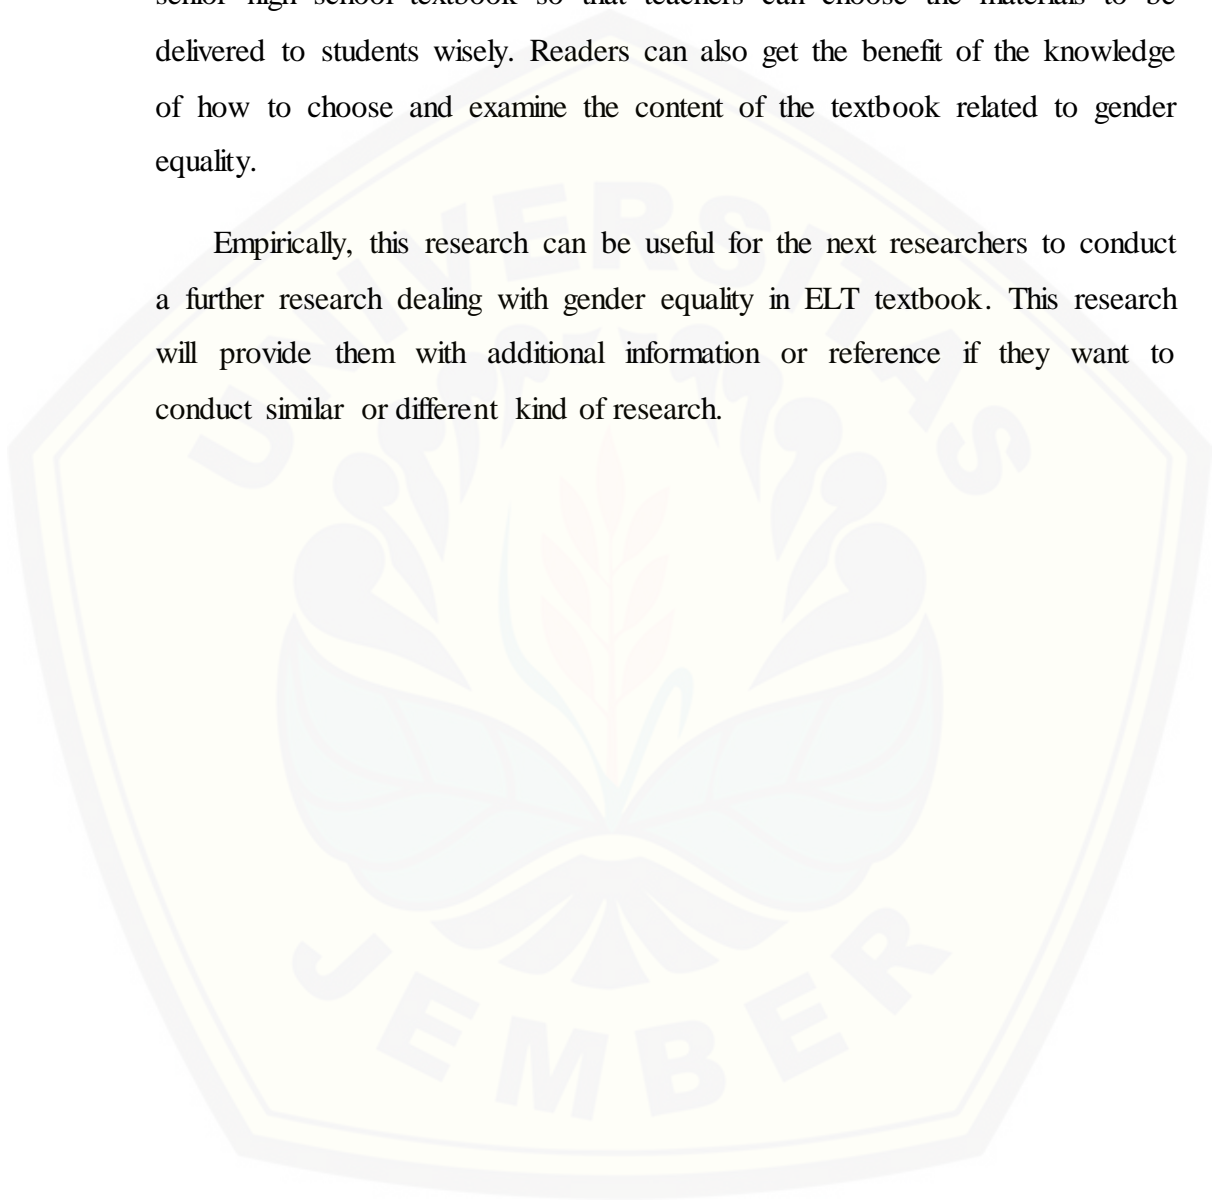 senior high school textbook so that teachers can choose the materials to be
delivered to students wisely. Readers can also get the benefit of the knowledge
of how to choose and examine the content of the textbook related to gender
equality.
Empirically, this research can be useful for the next researchers to conduct
a further research dealing with gender equality in ELT textbook. This research
will provide them with additional information or reference if they want to
conduct similar or different kind of research.
UNIVERSITAS
JEMBER